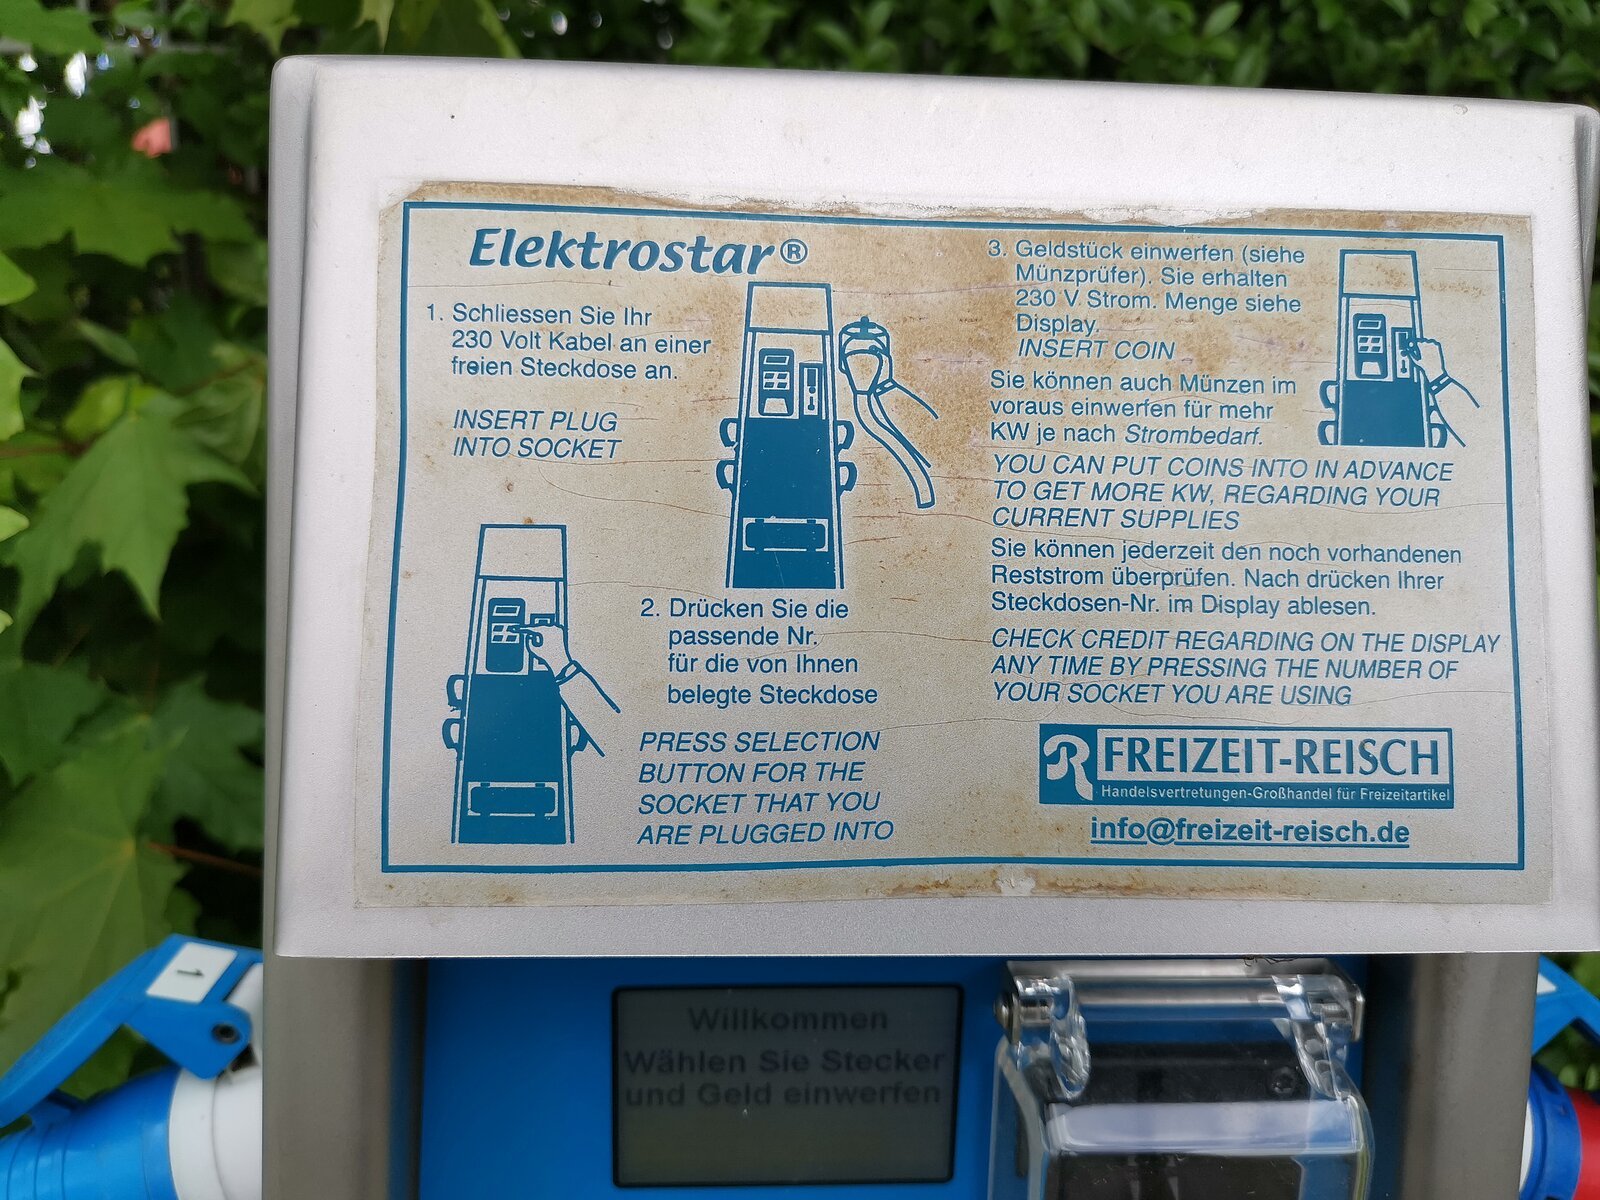 Elektrostar®
1. Schliessen Sie Ihr
230 Volt Kabel an einer
freien Steckdose an.
INSERT PLUG
INTO SOCKET
2. Drücken Sie die
passende Nr.
für die von Ihnen
belegte Steckdose
PRESS SELECTION
BUTTON FOR THE
SOCKET THAT YOU
ARE PLUGGED INTO
3. Geldstück einwerfen (siehe
Münzprüfer). Sie erhalten
230 V. Strom. Menge siehe
Display.
INSERT COIN
Sie können auch Münzen im
voraus einwerfen für mehr
KW je nach Strombedarf.
YOU CAN PUT COINS INTO IN ADVANCE
TO GET MORE KW, REGARDING YOUR
CURRENT SUPPLIES
Sie können jederzeit den noch vorhandenen
Reststrom überprüfen. Nach drücken Ihrer
Steckdosen-Nr. im Display ablesen.
CHECK CREDIT REGARDING ON THE DISPLAY
ANY TIME BY PRESSING THE NUMBER OF
YOUR SOCKET YOU ARE USING
R FREIZEIT-REISCH
Handelsvertretungen-Großhandel für Freizeitartikel
info@freizeit-reisch.de
1
Willkommen
Wählen Sie Stecker
und Geld einwerfen